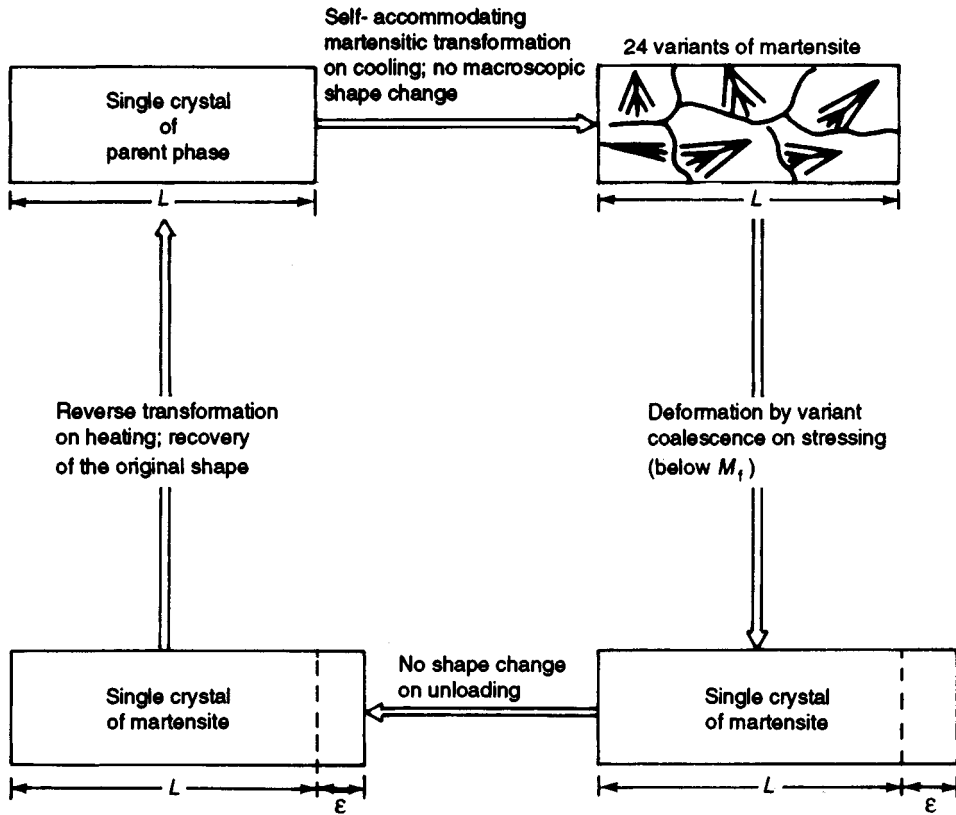 Self- accommodating
martensitic transformation
on cooling; no macroscopic
shape change
24 variants of martensite
Single crystal
of
parent phase
L
L
Reverse transformation
on heating; recovery
of the original shape
Deformation by variant
coalescence on stressing
(below Mf)
No shape change
on unloading
Single crystal
of martensite
Single crystal
of martensite
L
ε
L
ε